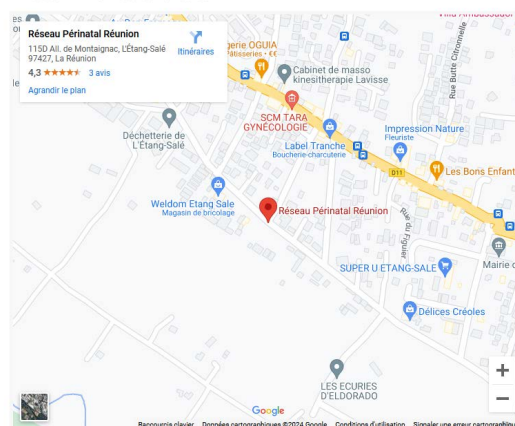 Réseau Périnatal Réunion
115D All. de Montaignac, L'Étang-Salé
97427, La Réunion
4,3 ★★★★★ 3 avis
Agrandir le plan
Itinéraires
gerie OGUIA
Pâtisseries • €€
Cabinet de masso
kinesitherapie Lavisse
Rue Butte Citronnelle
SCM TARA
GYNÉCOLOGIE
Déchetterie de
L'Étang-Salé
Label Tranche
Boucherie-charcuterie
Impression Nature
Fleuriste
D11
Les Bons Enfant
Weldom Etang Sale
Magasin de bricolage
Réseau Périnatal Réunion
Rue du Figuier
SUPER U ETANG-SALE
Mairie d
Délices Créoles
LES ECURIES
D'ELDORADO
+
−
Google
Raccourcis clavier Données cartographiques ©2024 Google Conditions d'utilisation Signaler une erreur cartographiqu